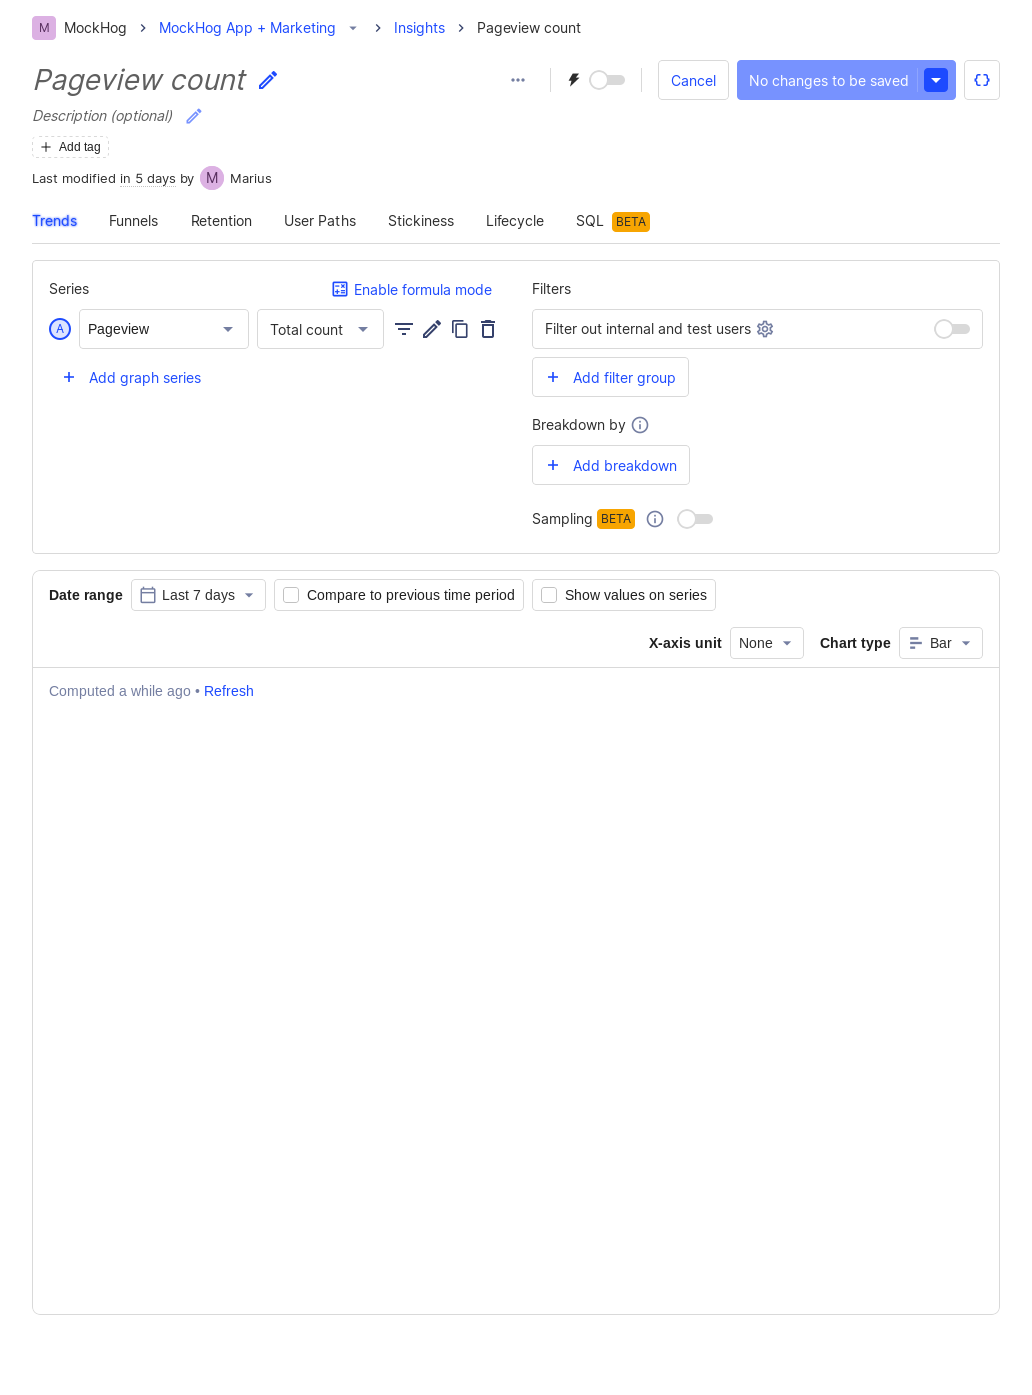 M MockHog MockHog App + Marketing Insights Pageview count
Pageview count
Cancel No changes to be saved
Description (optional)
Add tag
Last modified in 5 days by M Marius
Trends Funnels Retention User Paths Stickiness Lifecycle SQL BETA
Series Enable formula mode
A Pageview Total count
Add graph series
Filters
Filter out internal and test users
Add filter group
Breakdown by
Add breakdown
Sampling BETA
Date range Last 7 days Compare to previous time period Show values on series
X-axis unit None Chart type Bar
Computed a while ago • Refresh